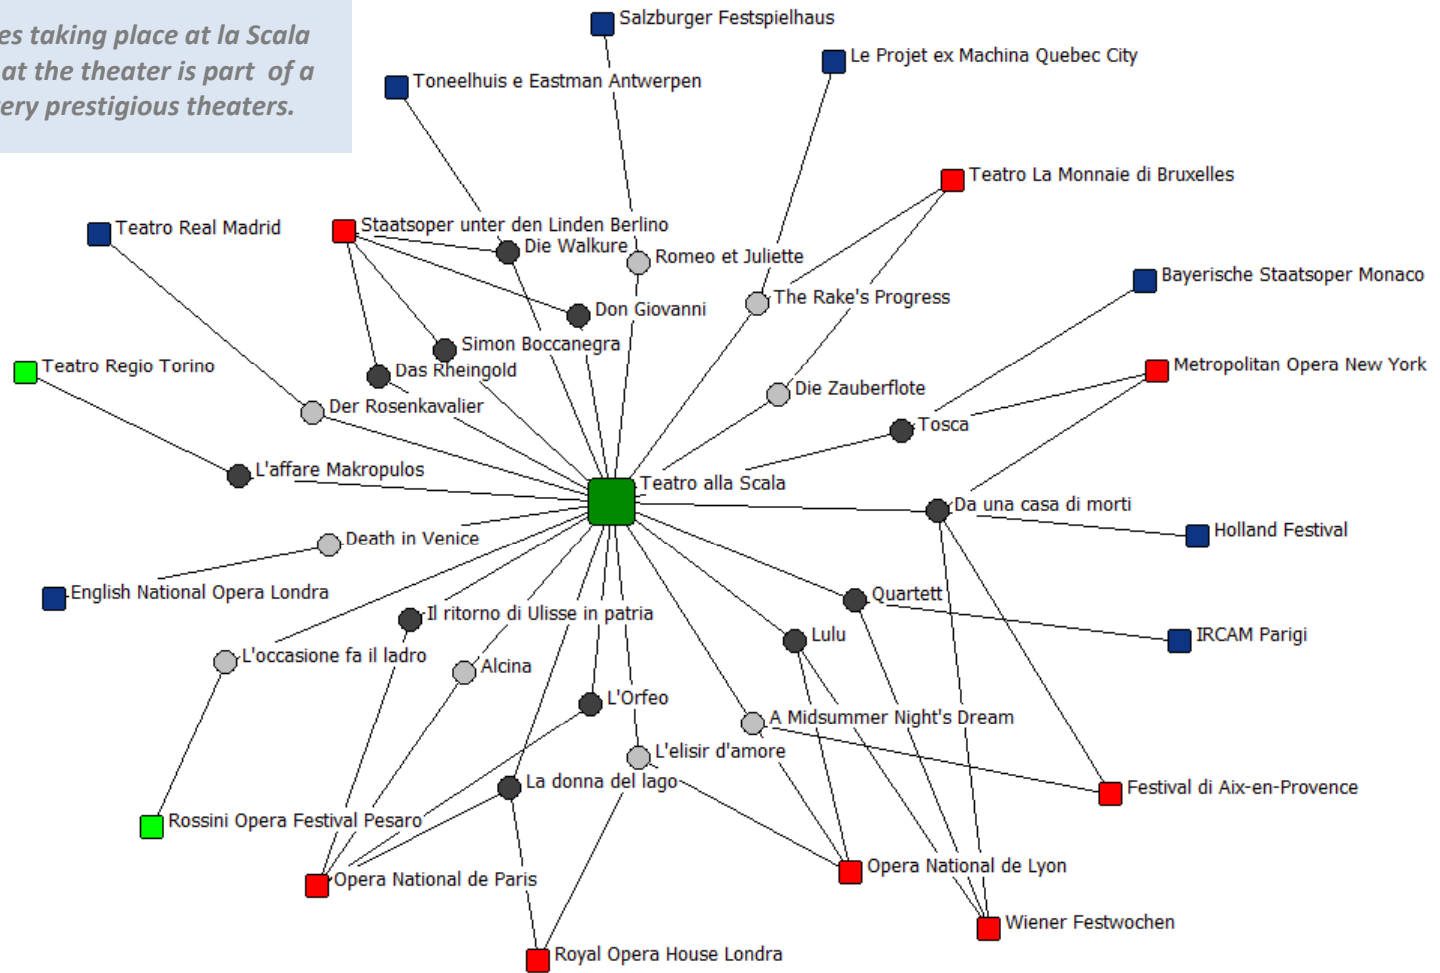 es taking place at la Scala
at the theater is part of a
ery prestigious theaters.
Salzburger Festspielhaus
Le Projet ex Machina Quebec City
Toneelhuis e Eastman Antwerpen
Teatro La Monnaie di Bruxelles
Teatro Real Madrid
Staatsoper unter den Linden Berlino
Die Walkure
Romeo et Juliette
Bayerische Staatsoper Monaco
The Rake's Progress
Don Giovanni
Simon Boccanegra
Teatro Regio Torino
Das Rheingold
Metropolitan Opera New York
Die Zauberflote
Der Rosenkavalier
Tosca
L'affare Makropulos
Teatro alla Scala
Da una casa di morti
Holland Festival
Death in Venice
English National Opera Londra
Quartett
Il ritorno di Ulisse in patria
Lulu
IRCAM Parigi
L'occasione fa il ladro
Alcina
L'Orfeo
A Midsummer Night's Dream
L'elisir d'amore
La donna del lago
Festival di Aix-en-Provence
Rossini Opera Festival Pesaro
Opera National de Lyon
Opera National de Paris
Wiener Festwochen
Royal Opera House Londra